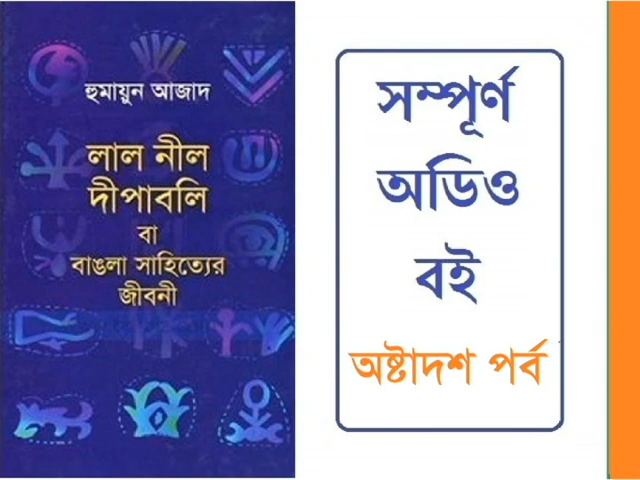 হুমায়ুন আজাদ
লাল নীল
দীপাবলি
বা
বাঙলা সাহিত্যের
জীবনী
সম্পূর্ণ
অডিও
বই
অষ্টাদশ পর্ব